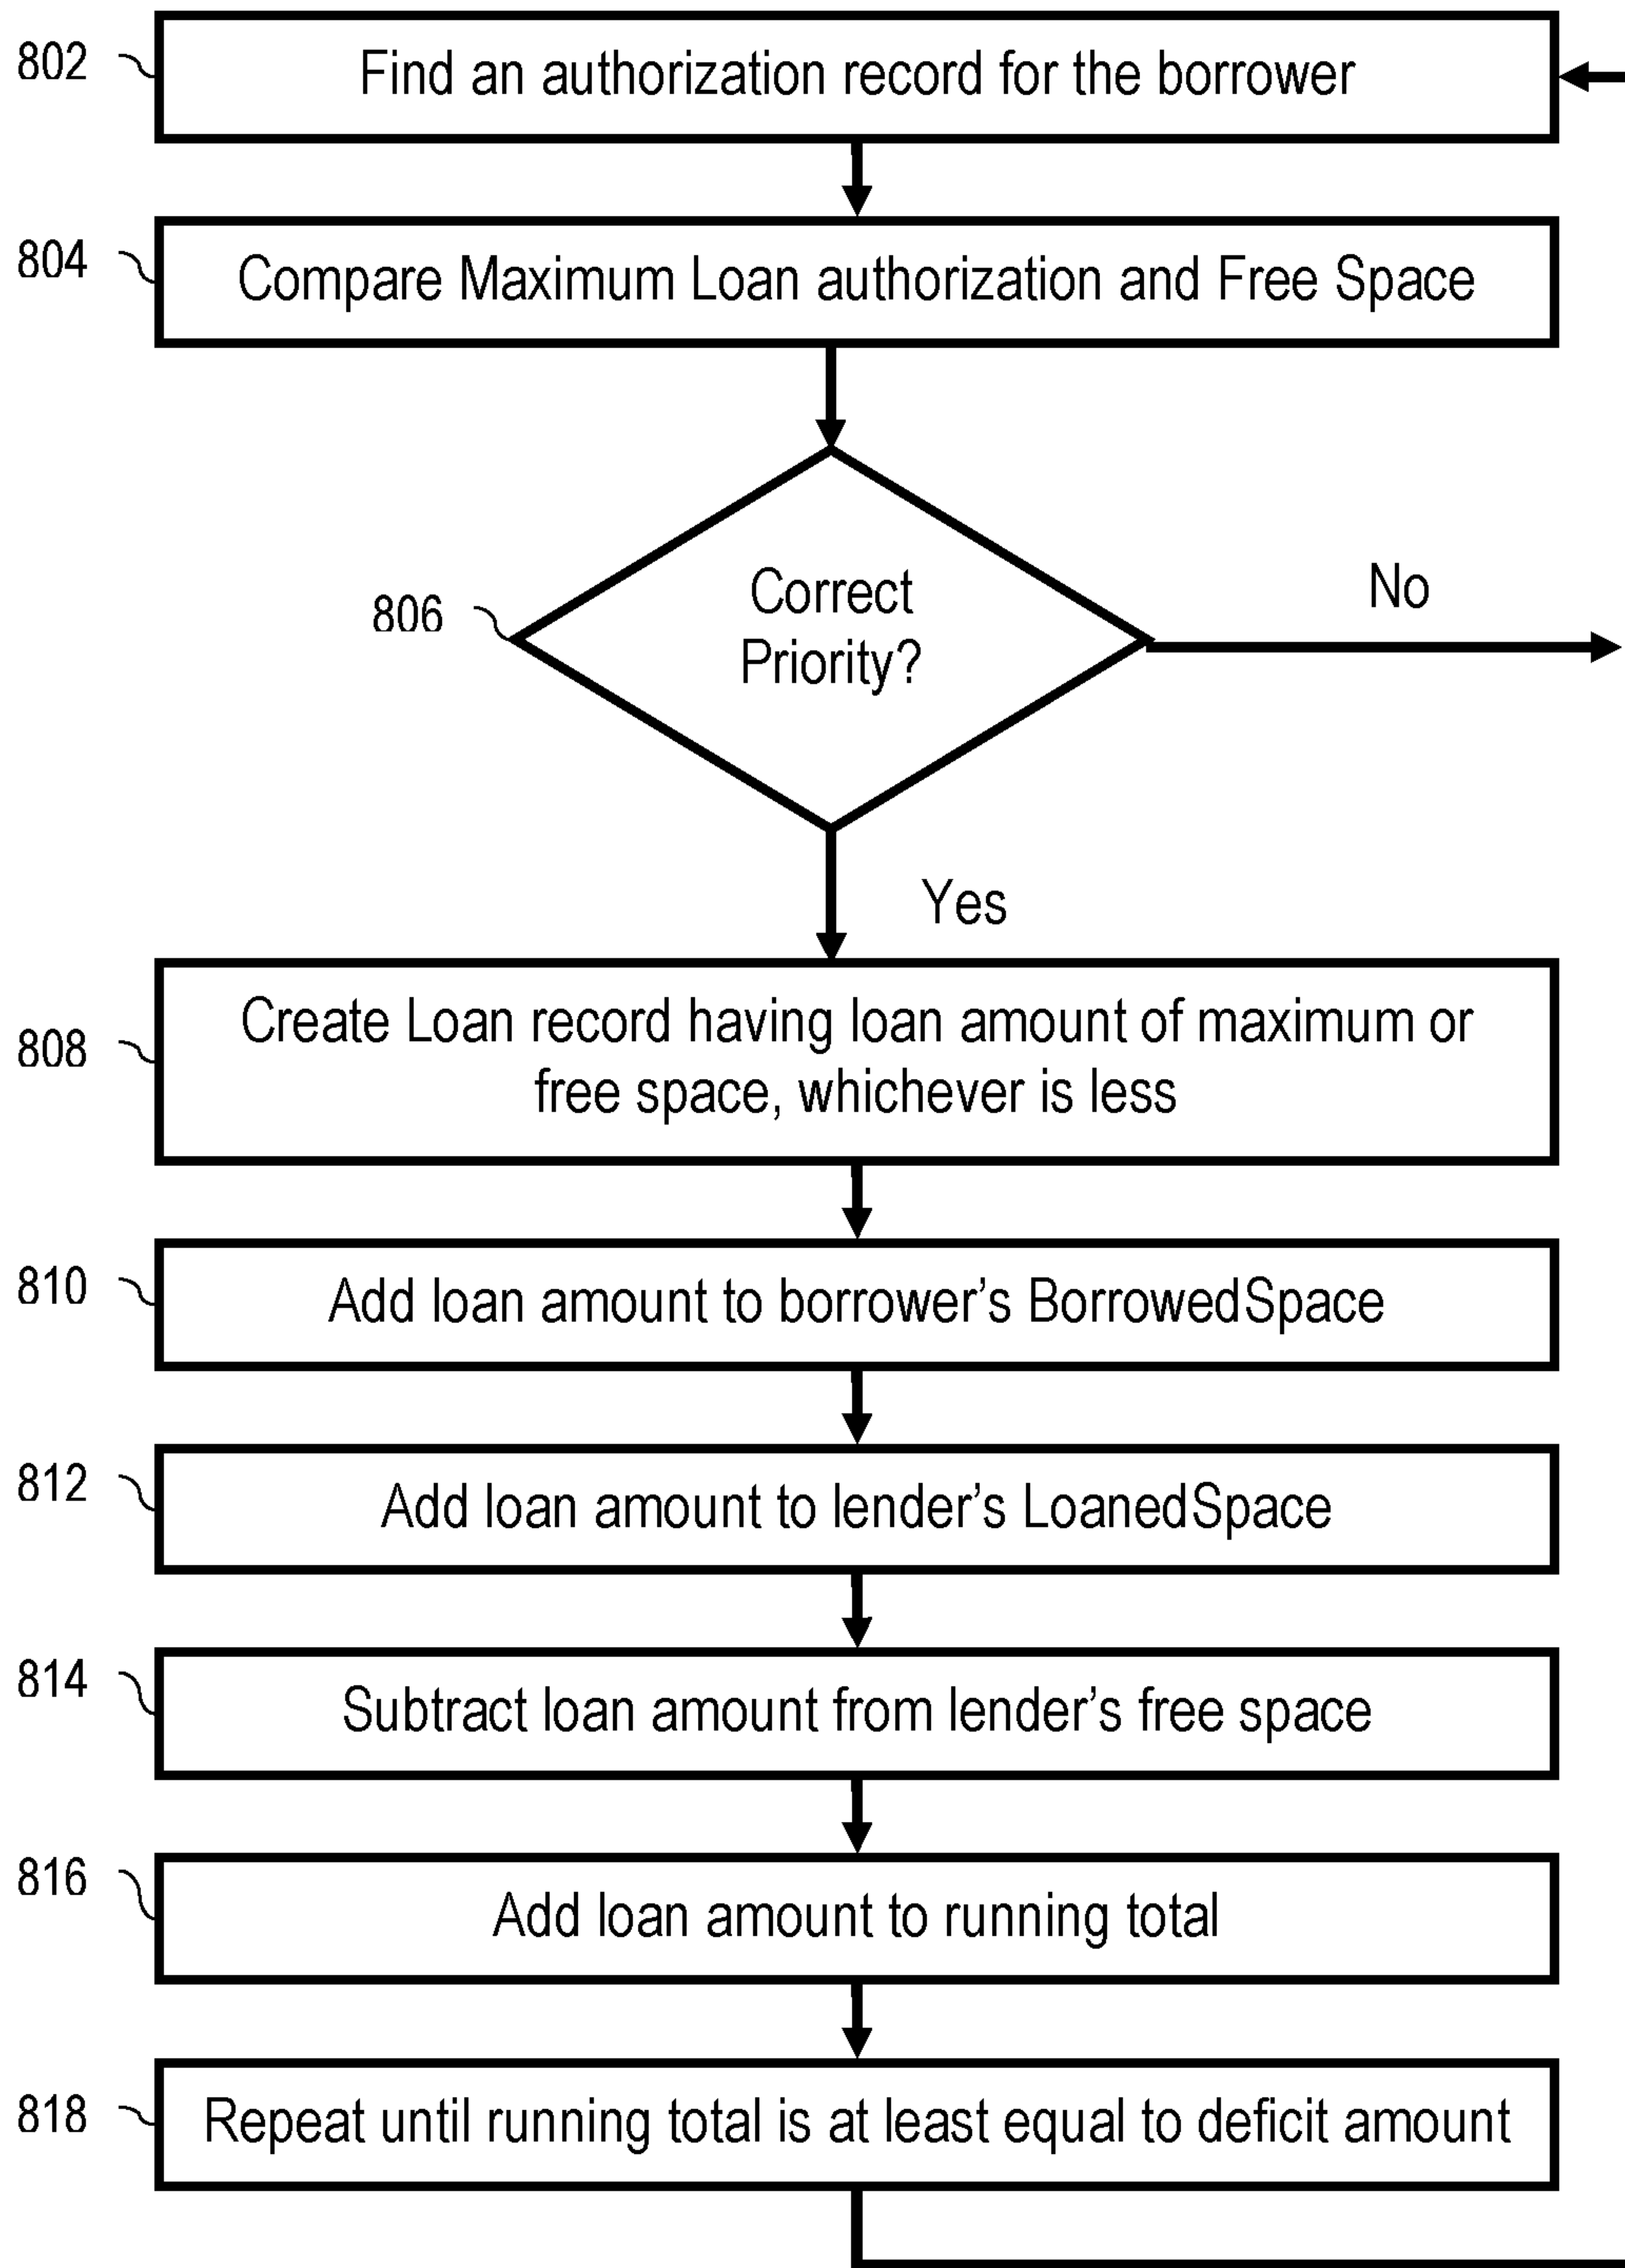 802
Find an authorization record for the borrower
804
Compare Maximum Loan authorization and Free Space
806
Correct
Priority?
No
Yes
808
Create Loan record having loan amount of maximum or
free space, whichever is less
810
Add loan amount to borrower’s BorrowedSpace
812
Add loan amount to lender’s LoanedSpace
814
Subtract loan amount from lender’s free space
816
Add loan amount to running total
818
Repeat until running total is at least equal to deficit amount